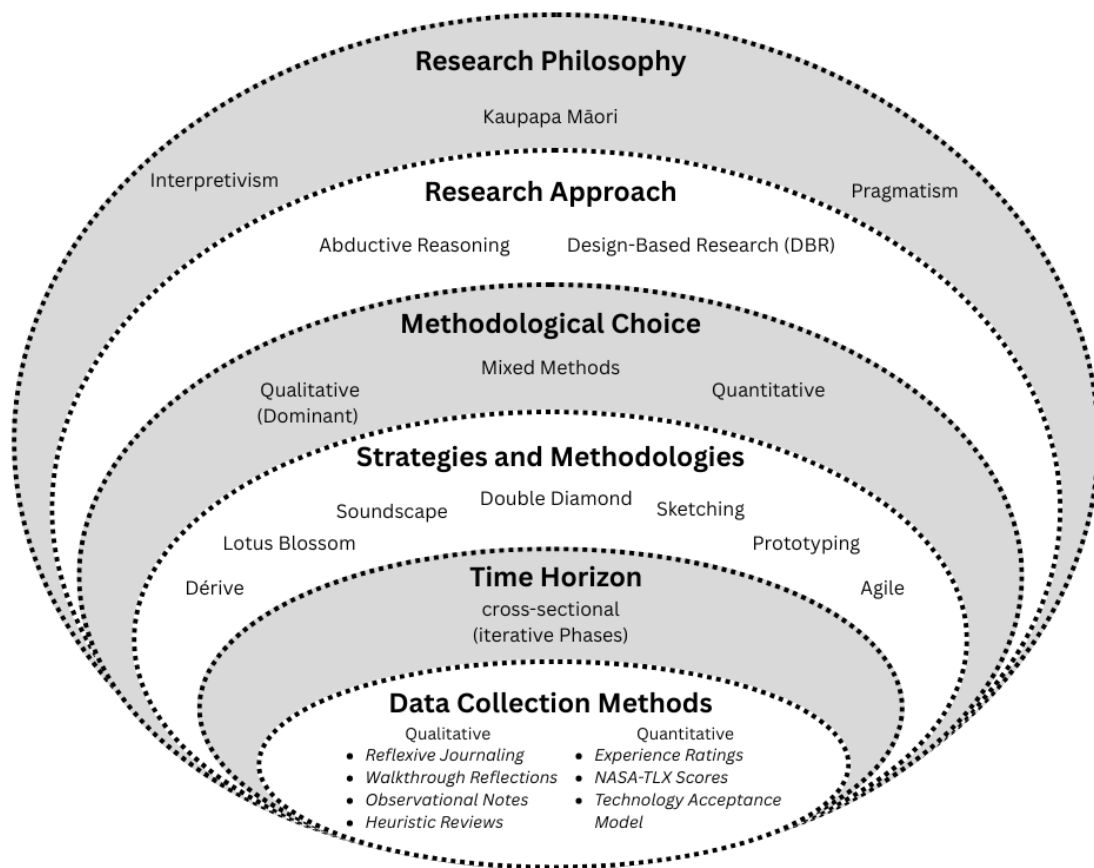 Research Philosophy
Kaupapa Māori
Interpretivism
Pragmatism
Research Approach
Abductive Reasoning
Design-Based Research (DBR)
Methodological Choice
Mixed Methods
Qualitative
(Dominant)
Quantitative
Strategies and Methodologies
Double Diamond
Soundscape
Sketching
Lotus Blossom
Prototyping
Dérive
Agile
Time Horizon
cross-sectional
(iterative Phases)
Data Collection Methods
Qualitative
• Reflexive Journaling
• Walkthrough Reflections
• Observational Notes
• Heuristic Reviews
Quantitative
• Experience Ratings
• NASA-TLX Scores
• Technology Acceptance
Model